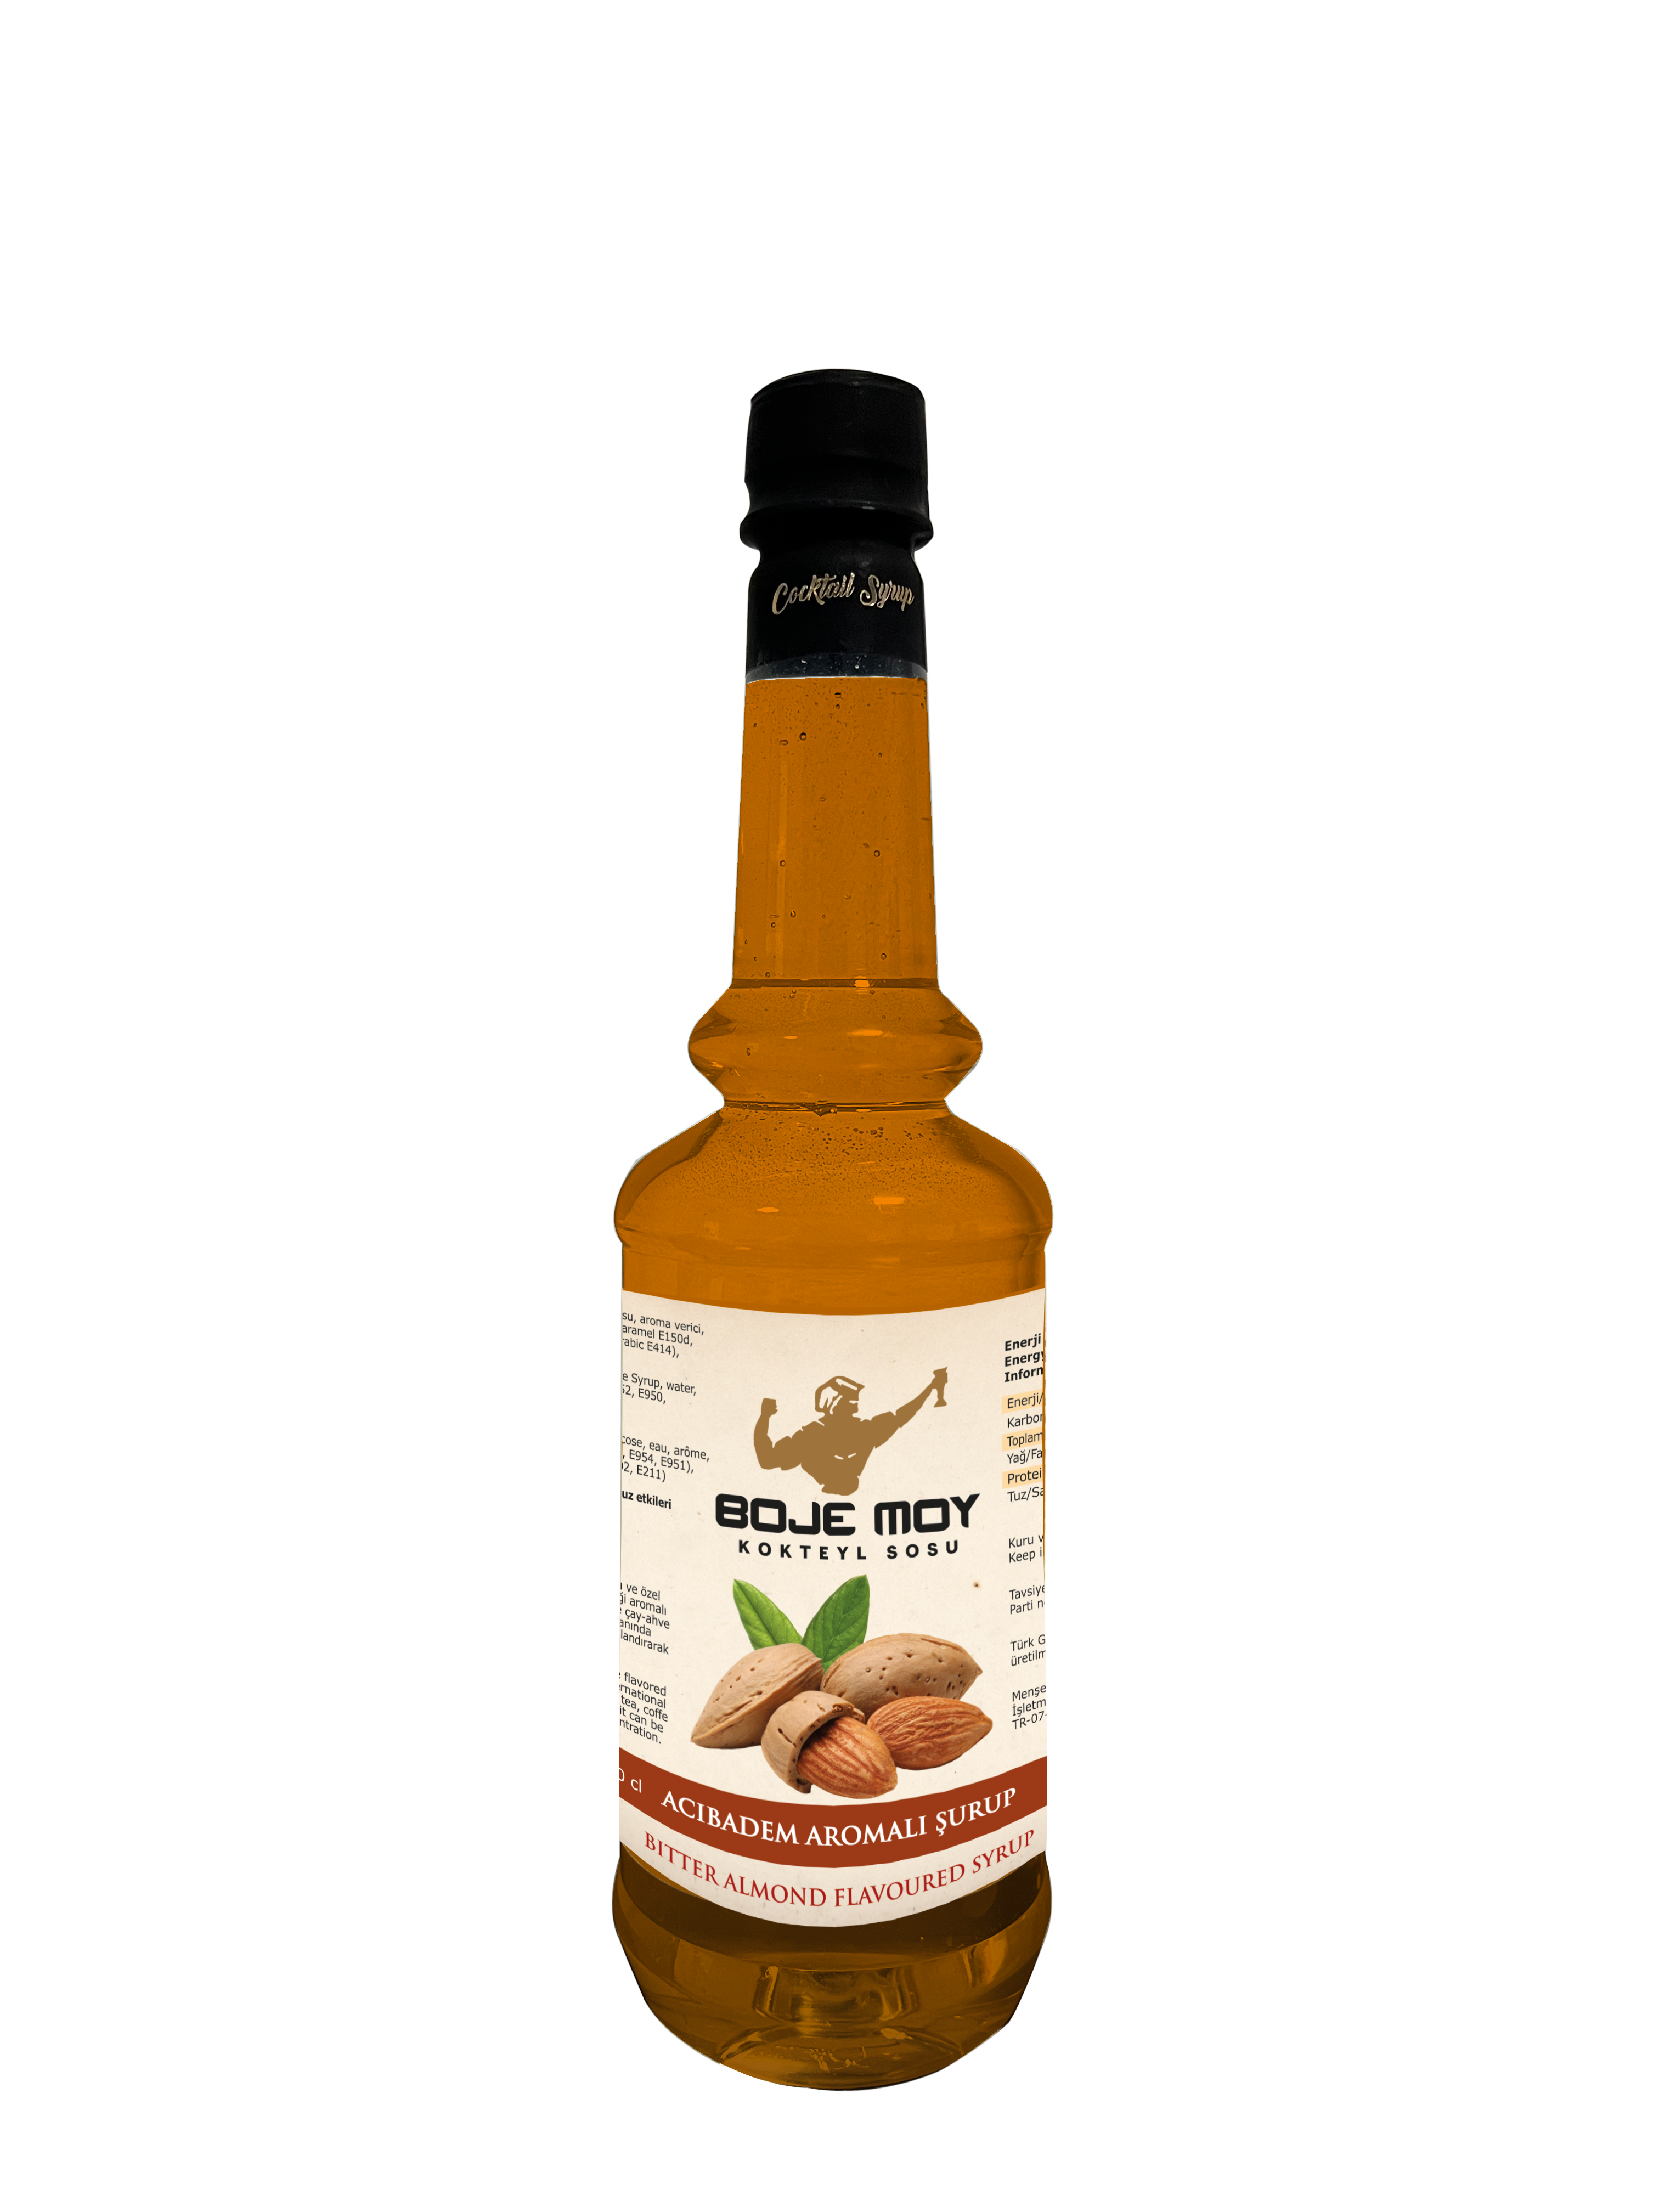 Cocktail Syrup
su, aroma verici,
aramel E150d,
rabic E414),
e Syrup, water,
52, E950,
cose, eau, arôme,
, E954, E951),
02, E211)
uz etkileri
ve özel
ği aromalı
çay-ahve
anında
landırarak
flavored
rnational
tea, coffe
it can be
ntration.
Enerji
Energy
Inform
Enerji/
Karbon
Toplam
Yağ/Fa
Protei
Tuz/Sa
Kuru v
Keep i
Tavsiye
Parti n
Türk G
üretilm
Menşe
İşletm
TR-07-
BOJE MOY
KOKTEYL SOSU
0 cl
ACIBADEM AROMALI ŞURUP
BITTER ALMOND FLAVOURED SYRUP